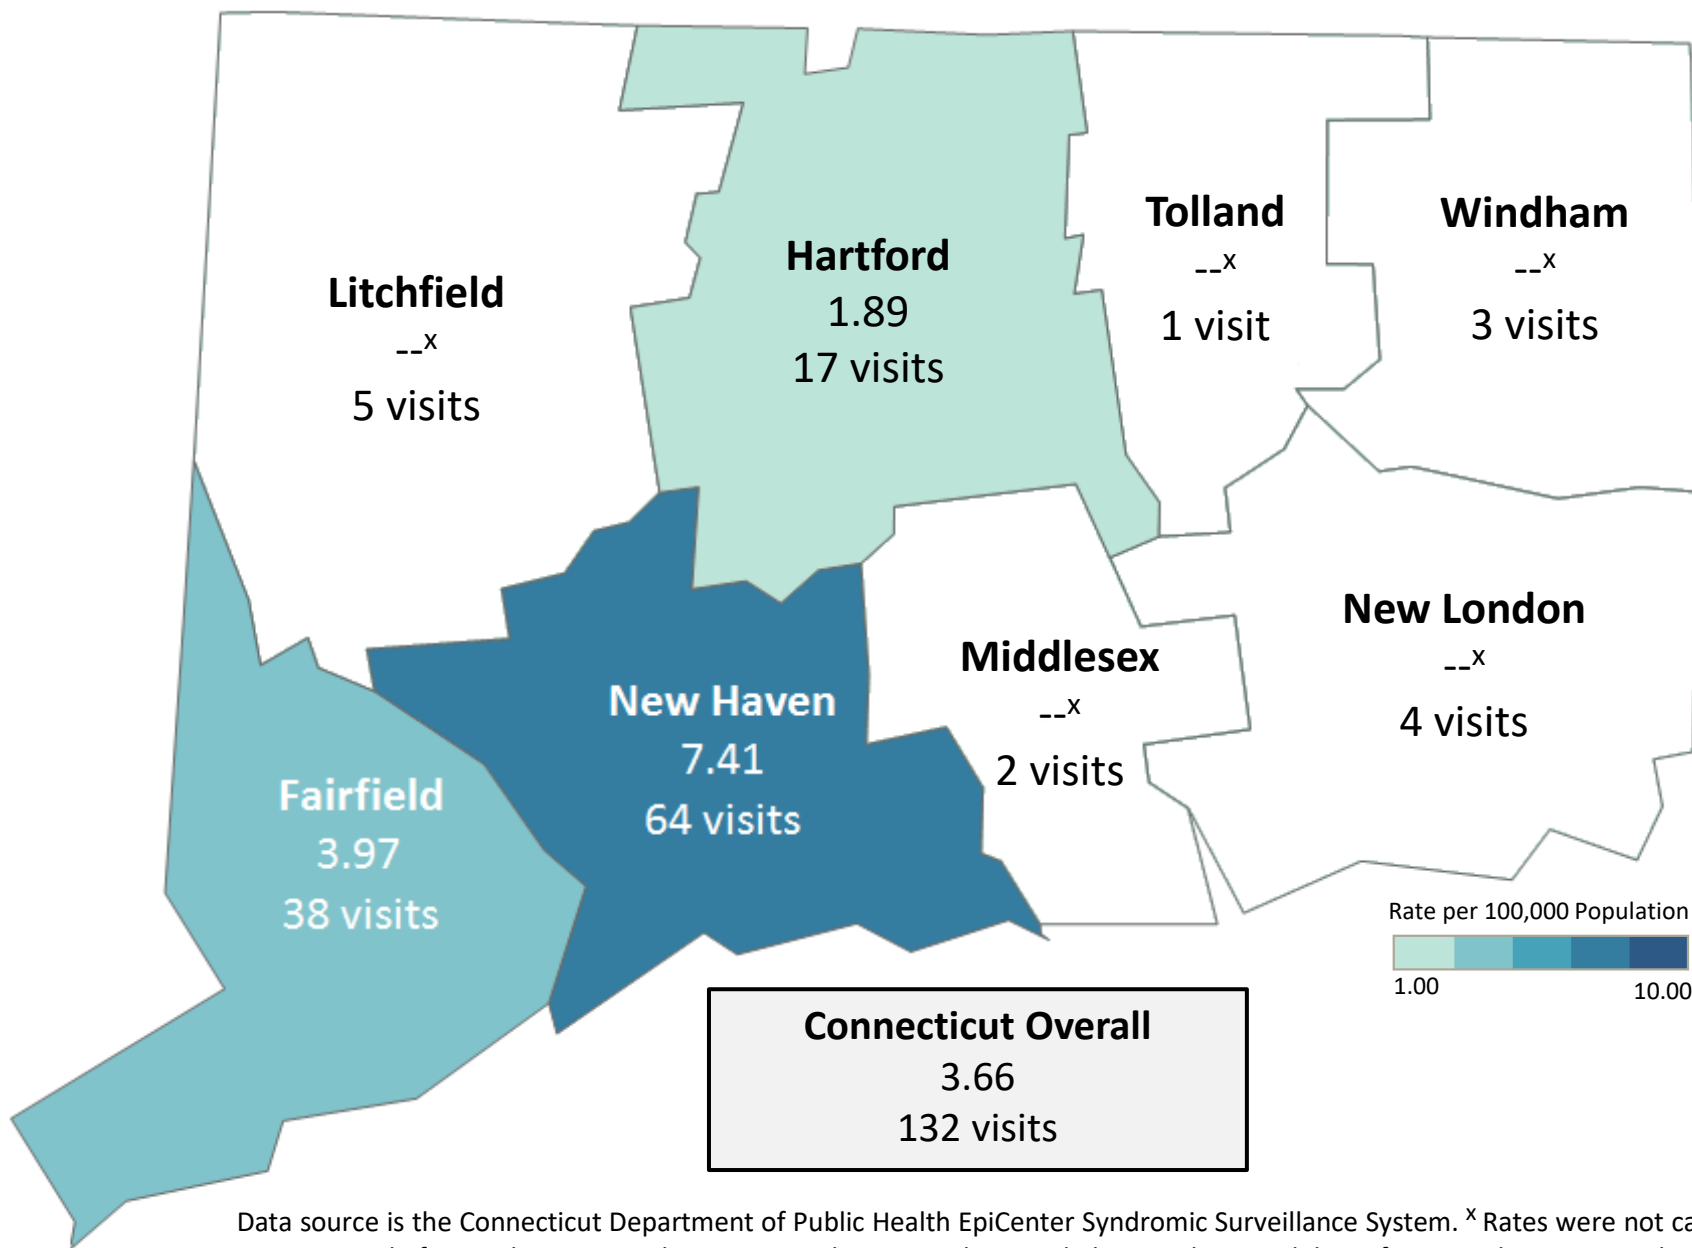 Litchfield
--ˣ
5 visits
Hartford
1.89
17 visits
Tolland
--ˣ
1 visit
Windham
--ˣ
3 visits
Fairfield
3.97
38 visits
New Haven
7.41
64 visits
Middlesex
--ˣ
2 visits
New London
--ˣ
4 visits
Rate per 100,000 Population
1.00 10.00
Connecticut Overall
3.66
132 visits
Data source is the Connecticut Department of Public Health EpiCenter Syndromic Surveillance System. ˣ Rates were not